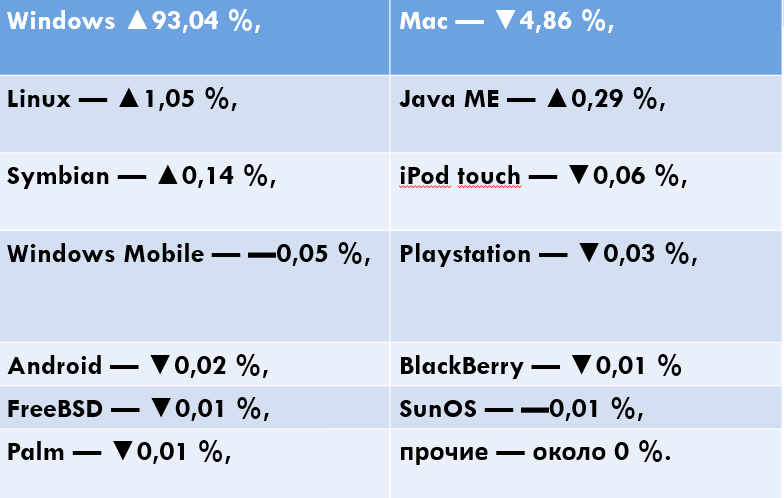 Windows ▲93,04 %,
Mac — ▼4,86 %,
Linux — ▲1,05 %,
Java ME — ▲0,29 %,
Symbian — ▲0,14 %,
iPod touch — ▼0,06 %,
Windows Mobile — —0,05 %,
Playstation — ▼0,03 %,
Android — ▼0,02 %,
BlackBerry — ▼0,01 %
FreeBSD — ▼0,01 %,
SunOS — —0,01 %,
Palm — ▼0,01 %,
прочие — около 0 %.